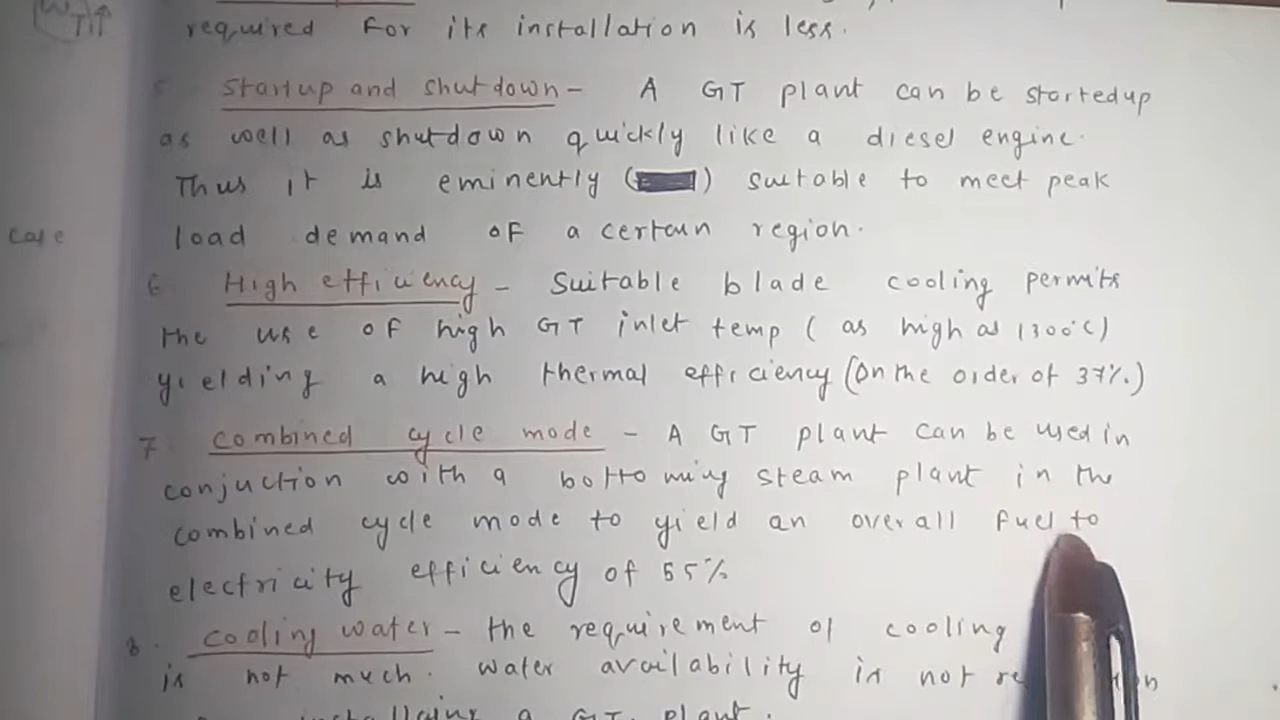 required for its installation is less.
5 Startup and shutdown - A GT plant can be startedup
as well as shutdown quickly like a diesel engine.
Thus it is eminently ( ) suitable to meet peak
cale load demand of a certain region.
6 High efficiency - Suitable blade cooling permits
the use of high GT inlet temp ( as high as 1300°C)
yielding a high thermal efficiency (On the order of 37%.)
7 combined cycle mode - A GT plant can be used in
conjuction with a bottoming steam plant in the
combined cycle mode to yield an overall fuel to
electricity efficiency of 55%
8. cooling water - the requirement of cooling
is not much. water availability is not
a GT plant.